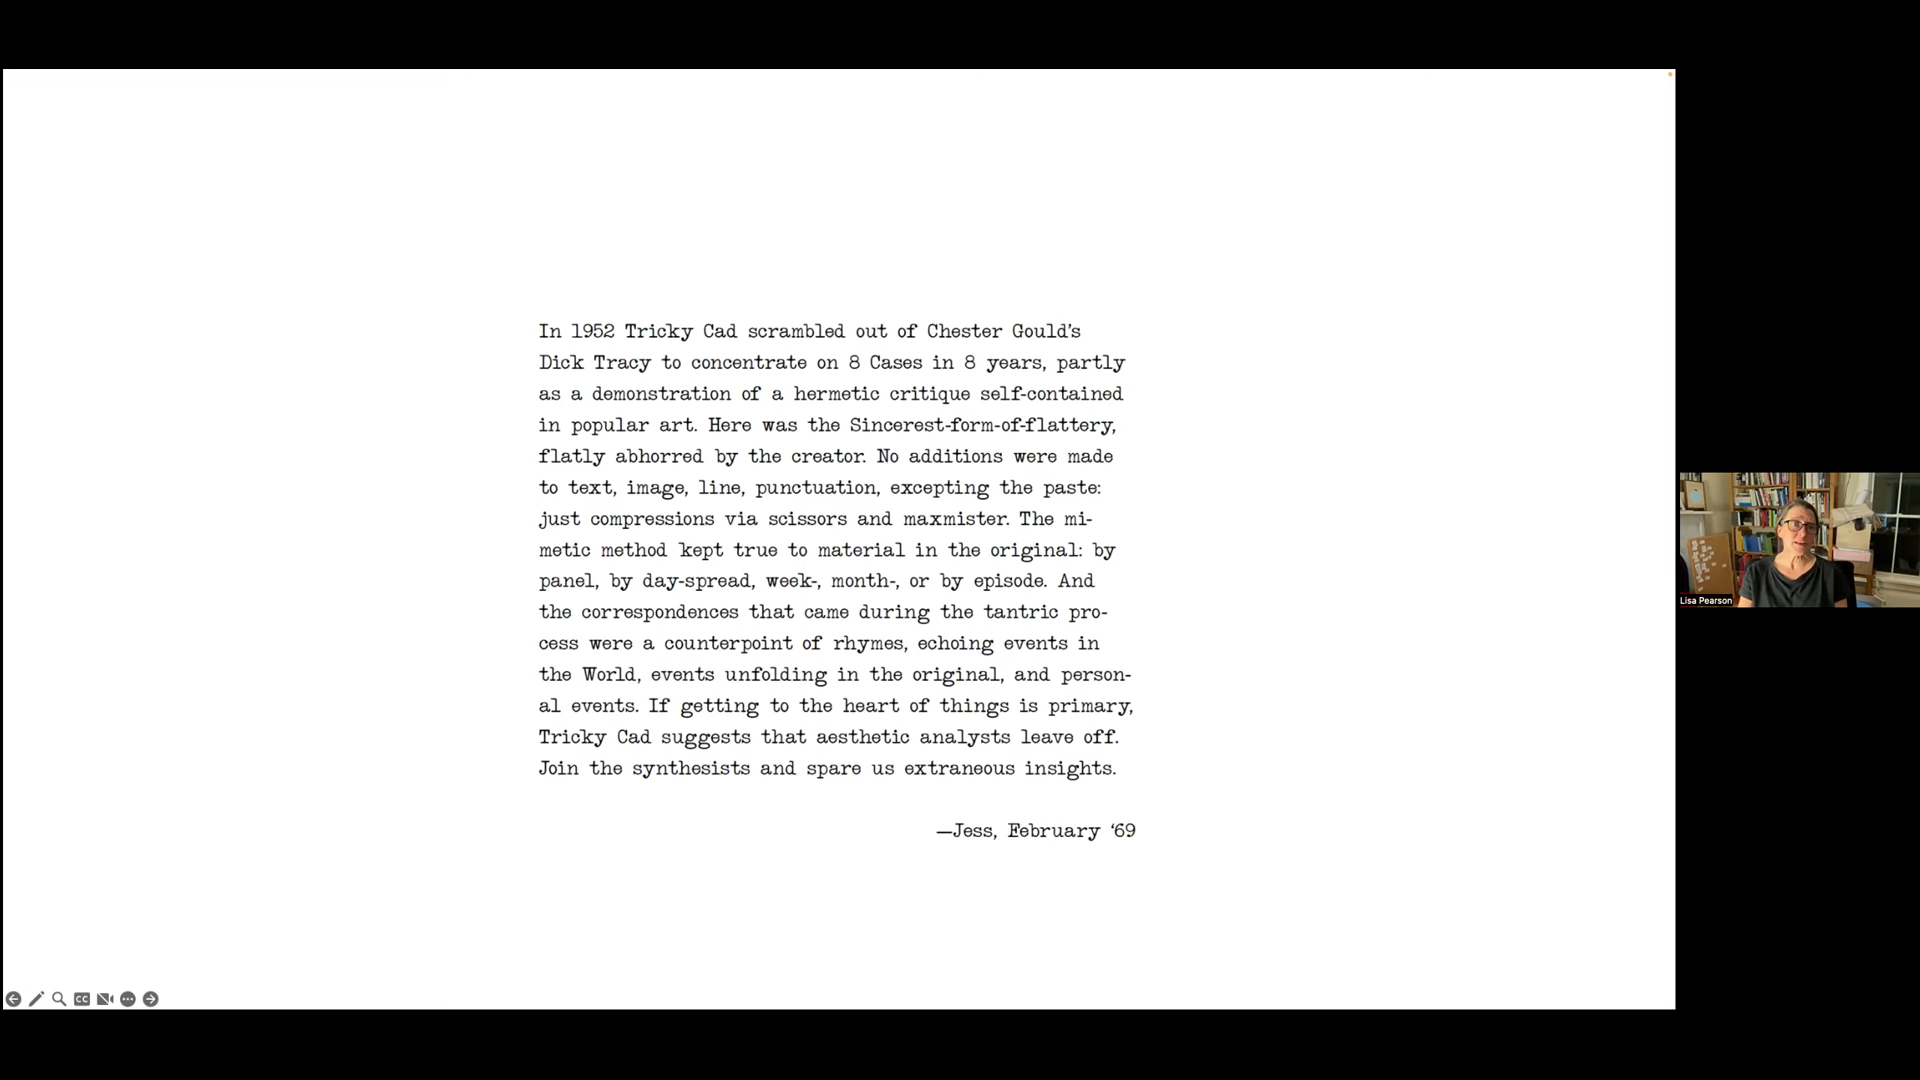 In 1952 Tricky Cad scrambled out of Chester Gould's
Dick Tracy to concentrate on 8 Cases in 8 years, partly
as a demonstration of a hermetic critique self-contained
in popular art. Here was the Sincerest-form-of-flattery,
flatly abhorred by the creator. No additions were made
to text, image, line, punctuation, excepting the paste:
just compressions via scissors and maxmister. The mi-
metic method kept true to material in the original: by
panel, by day-spread, week-, month-, or by episode. And
the correspondences that came during the tantric pro-
cess were a counterpoint of rhymes, echoing events in
the World, events unfolding in the original, and person-
al events. If getting to the heart of things is primary,
Tricky Cad suggests that aesthetic analysts leave off.
Join the synthesists and spare us extraneous insights.
—Jess, February ‘69
Lisa Pearson
CC